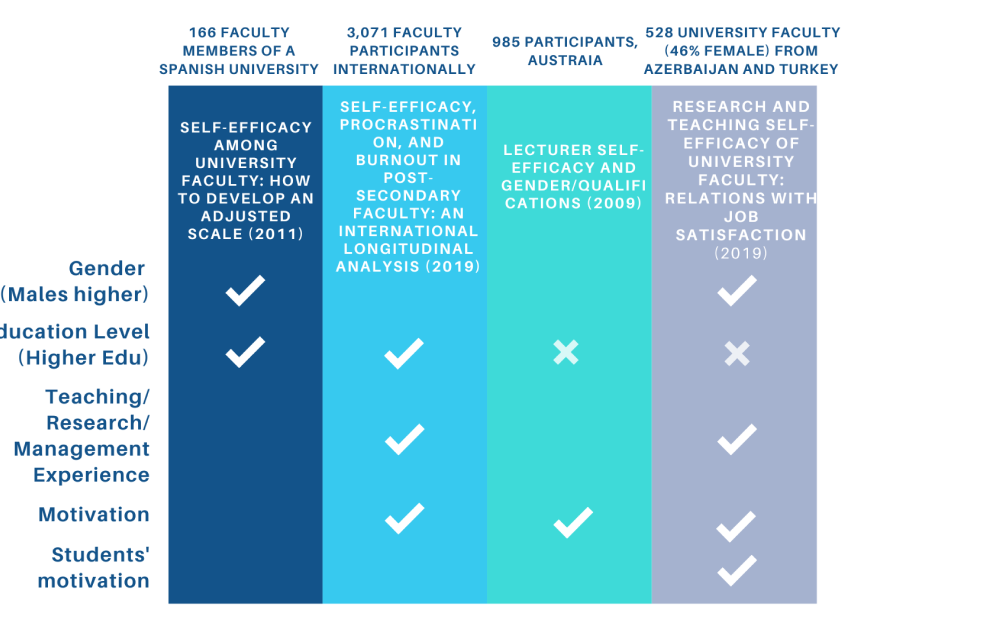 166 FACULTY
MEMBERS OF A
SPANISH UNIVERSITY
3,071 FACULTY
PARTICIPANTS
INTERNATIONALLY
985 PARTICIPANTS,
AUSTRAIA
528 UNIVERSITY FACULTY
(46% FEMALE) FROM
AZERBAIJAN AND TURKEY
SELF-EFFICACY
AMONG
UNIVERSITY
FACULTY: HOW
TO DEVELOP AN
ADJUSTED
SCALE (2011)
SELF-EFFICACY,
PROCRASTINATI
ON, AND
BURNOUT IN
POST-
SECONDARY
FACULTY: AN
INTERNATIONAL
LONGITUDINAL
ANALYSIS (2019)
LECTURER SELF-
EFFICACY AND
GENDER/QUALIFI
CATIONS (2009)
RESEARCH AND
TEACHING SELF-
EFFICACY OF
UNIVERSITY
FACULTY:
RELATIONS WITH
JOB
SATISFACTION
(2019)
Gender
(Males higher)
ducation Level
(Higher Edu)
Teaching/
Research/
Management
Experience
Motivation
Students'
motivation